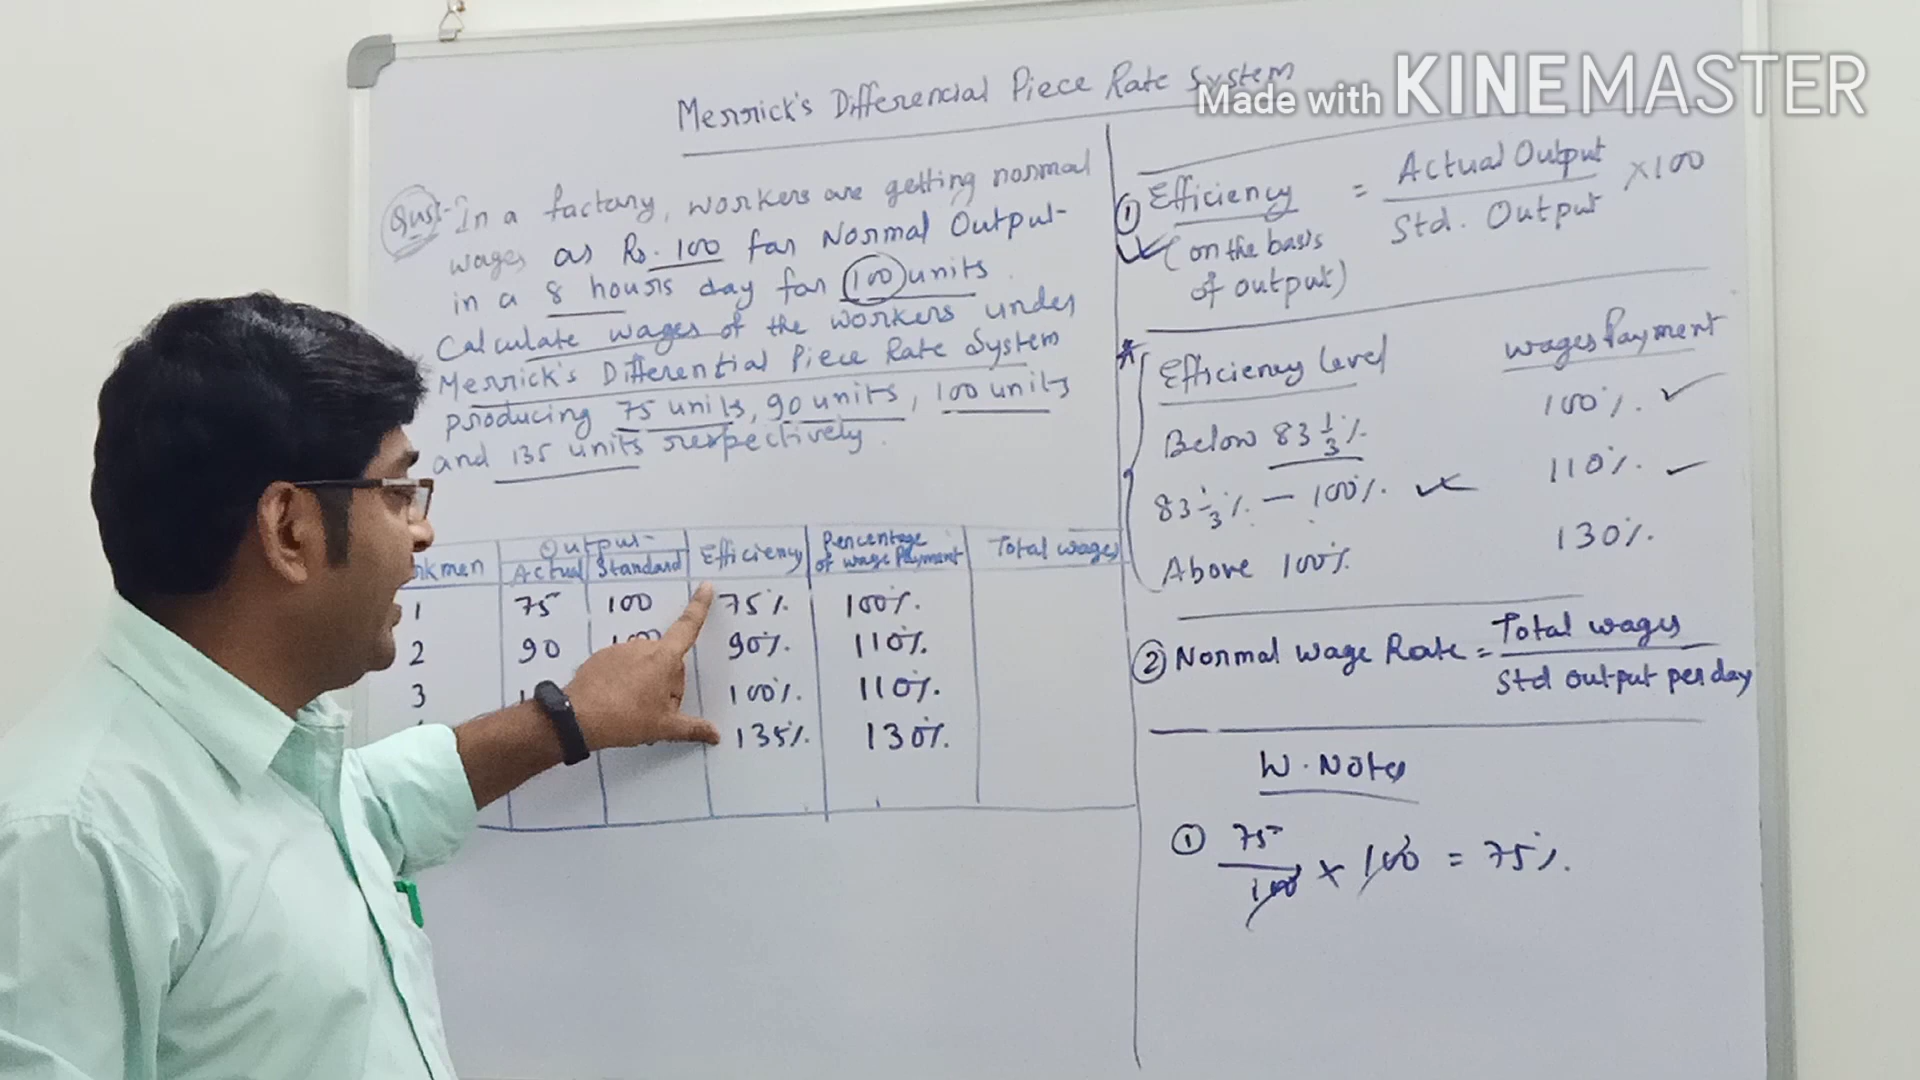 Made with KINEMASTER
Merrick's Differencial Piece Rate System
Qus:- In a factory, workers are getting normal
wages as Rs. 100 for Normal Output
in a 8 hours day for 100 units.
Calculate wages of the workers under
Merrick's Differential Piece Rate System
producing 75 units, 90 units, 100 units
and 135 units respectively.
Output
Actual Standard Efficiency Percentage of wage Payment Total wages
1 75 100 75% 100%
2 90 90% 110%
3 100% 110%
135% 130%
① Efficiency = Actual Output / Std. Output × 100
(on the basis
of output)
* Efficiency Level Wages Payment
Below 83 1/3 % 100%
83 1/3 % - 100% 110%
Above 100% 130%
② Normal Wage Rate = Total wages / Std output per day
W. Notes
① 75/100 × 100 = 75%.